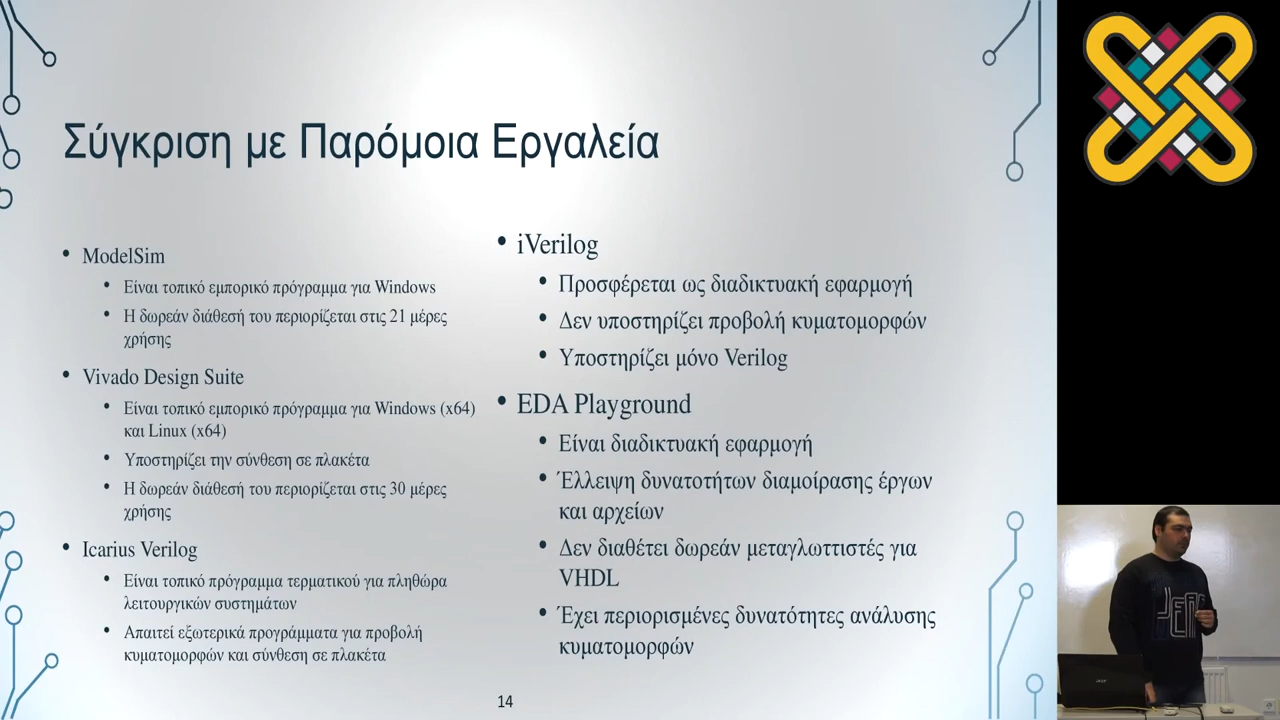 Σύγκριση με Παρόμοια Εργαλεία
• ModelSim
• Είναι τοπικό εμπορικό πρόγραμμα για Windows
• Η δωρεάν διάθεσή του περιορίζεται στις 21 μέρες
χρήσης
• Vivado Design Suite
• Είναι τοπικό εμπορικό πρόγραμμα για Windows (x64)
και Linux (x64)
• Υποστηρίζει την σύνθεση σε πλακέτα
• Η δωρεάν διάθεσή του περιορίζεται στις 30 μέρες
χρήσης
• Icarius Verilog
• Είναι τοπικό πρόγραμμα τερματικού για πληθώρα
λειτουργικών συστημάτων
• Απαιτεί εξωτερικά προγράμματα για προβολή
κυματομορφών και σύνθεση σε πλακέτα
• iVerilog
• Προσφέρεται ως διαδικτυακή εφαρμογή
• Δεν υποστηρίζει προβολή κυματομορφών
• Υποστηρίζει μόνο Verilog
• EDA Playground
• Είναι διαδικτυακή εφαρμογή
• Έλλειψη δυνατοτήτων διαμοίρασης έργων
και αρχείων
• Δεν διαθέτει δωρεάν μεταγλωττιστές για
VHDL
• Έχει περιορισμένες δυνατότητες ανάλυσης
κυματομορφών
14